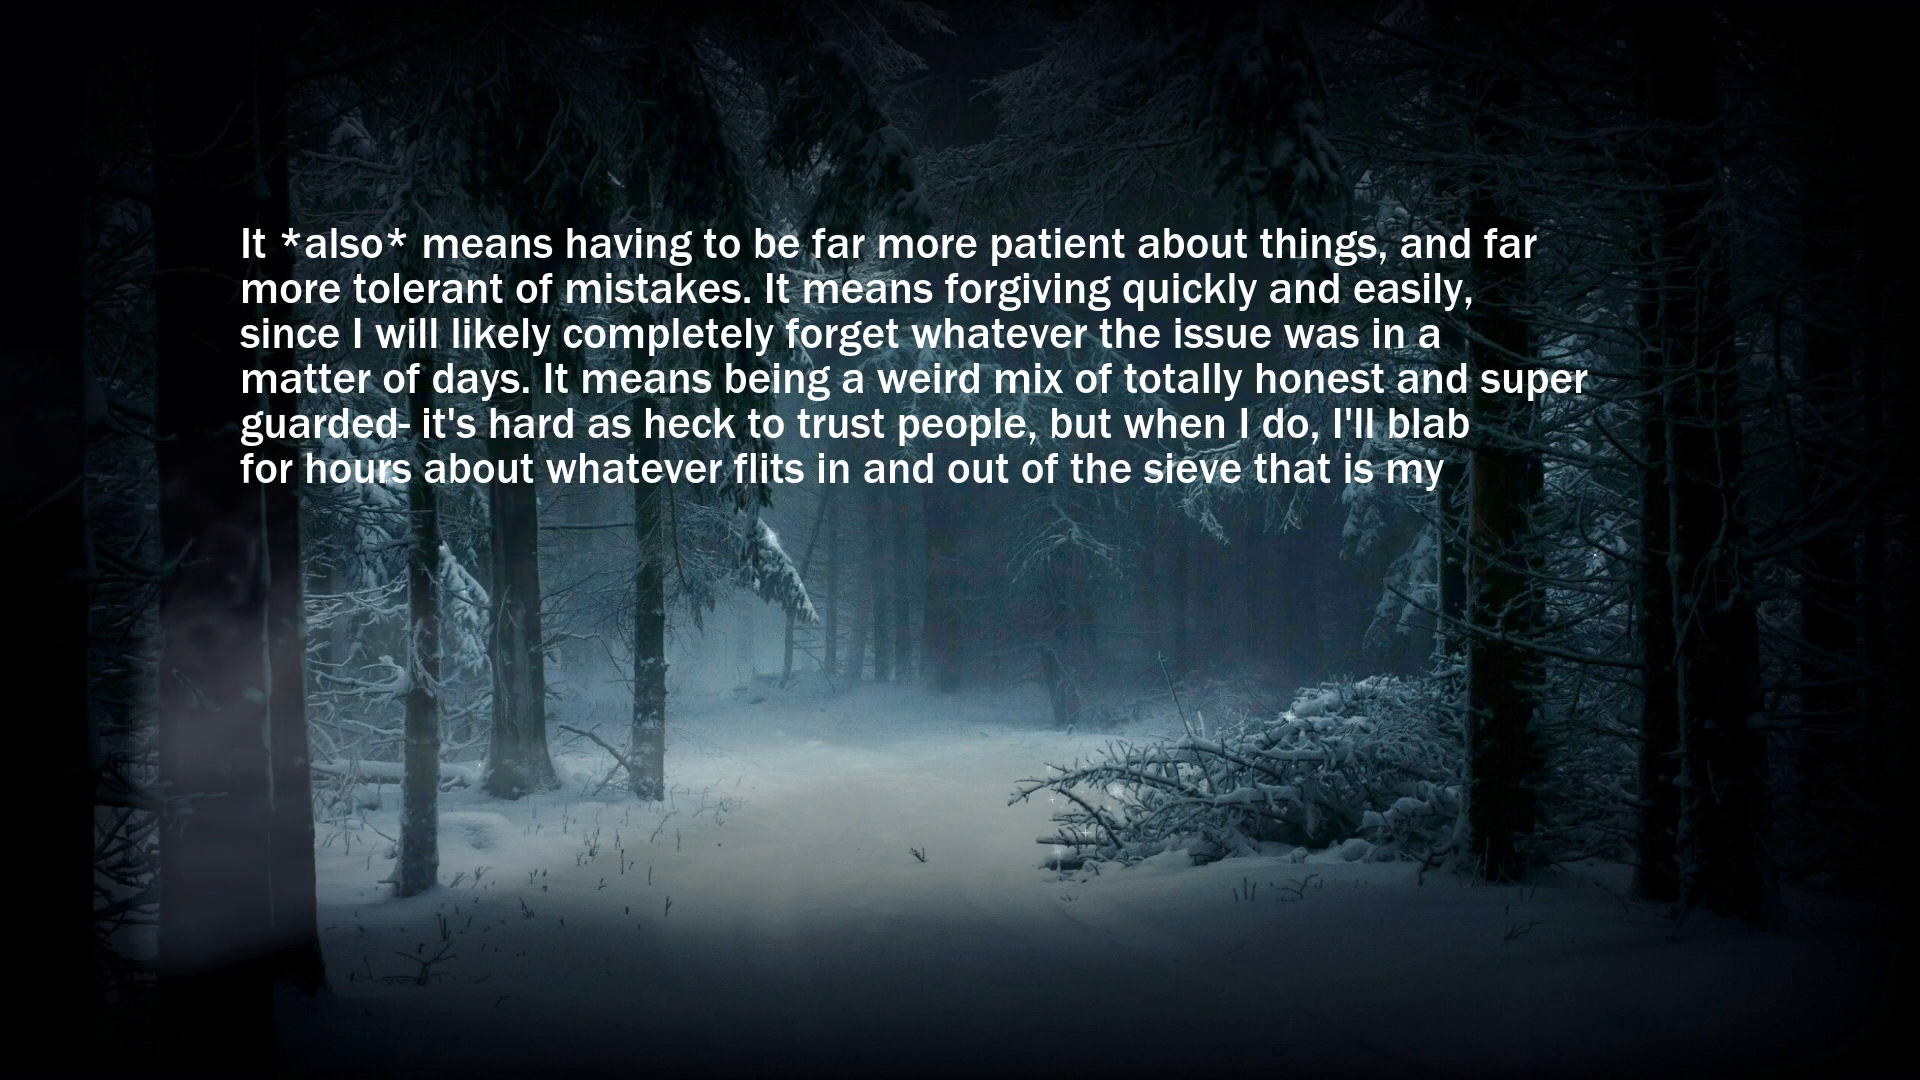 It *also* means having to be far more patient about things, and far
more tolerant of mistakes. It means forgiving quickly and easily,
since I will likely completely forget whatever the issue was in a
matter of days. It means being a weird mix of totally honest and super
guarded- it's hard as heck to trust people, but when I do, I'll blab
for hours about whatever flits in and out of the sieve that is my